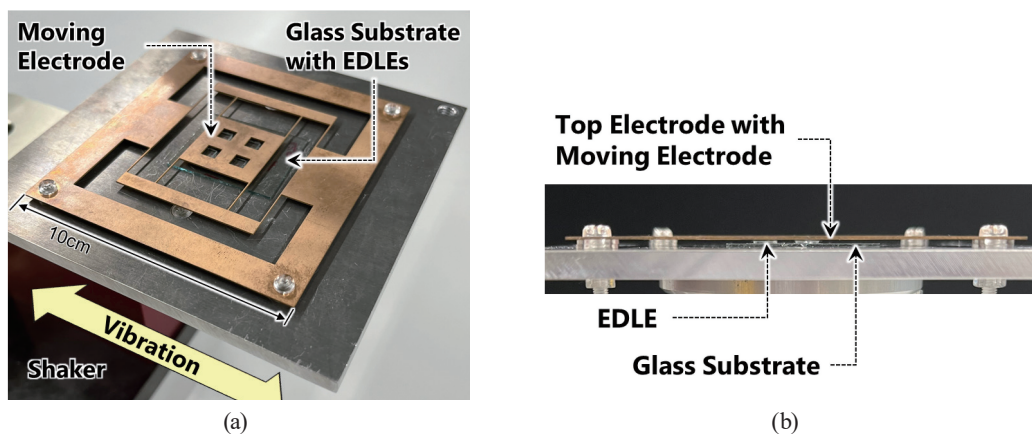 Moving
Electrode
Glass Substrate
with EDLEs
10cm
Vibration
Shaker
(a)
Top Electrode with
Moving Electrode
EDLE
Glass Substrate
(b)